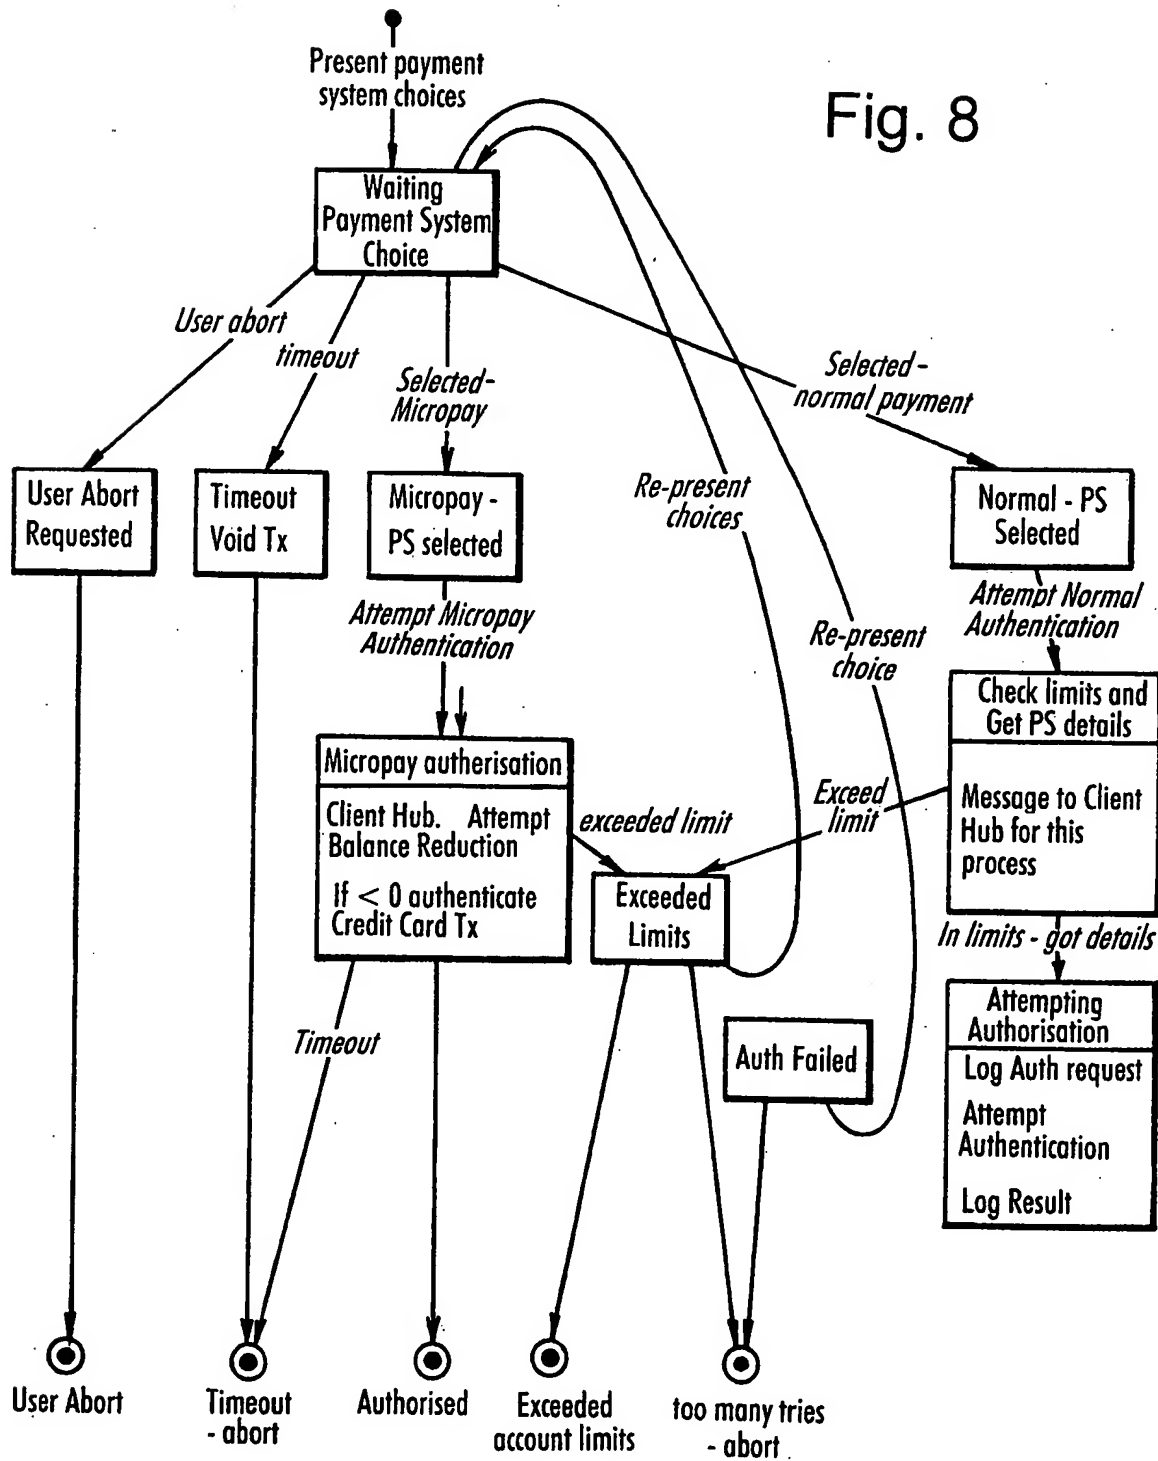 Present payment
system choices
Fig. 8
Waiting
Payment System
Choice
User abort
timeout
Selected-
Micropay
Selected -
normal payment
User Abort
Requested
Timeout
Void Tx
Micropay -
PS selected
Re-present
choices
Normal - PS
Selected
Attempt Micropay
Authentication
Attempt Normal
Authentication
Re-present
choice
Check limits and
Get PS details
Message to Client
Hub for this
process
Micropay autherisation
Client Hub. Attempt
Balance Reduction
If < 0 authenticate
Credit Card Tx
exceeded limit
Exceed
limit
Exceeded
Limits
In limits - got details
Attempting
Authorisation
Log Auth request
Attempt
Authentication
Log Result
Timeout
Auth Failed
User Abort
Timeout
- abort
Authorised
Exceeded
account limits
too many tries
- abort